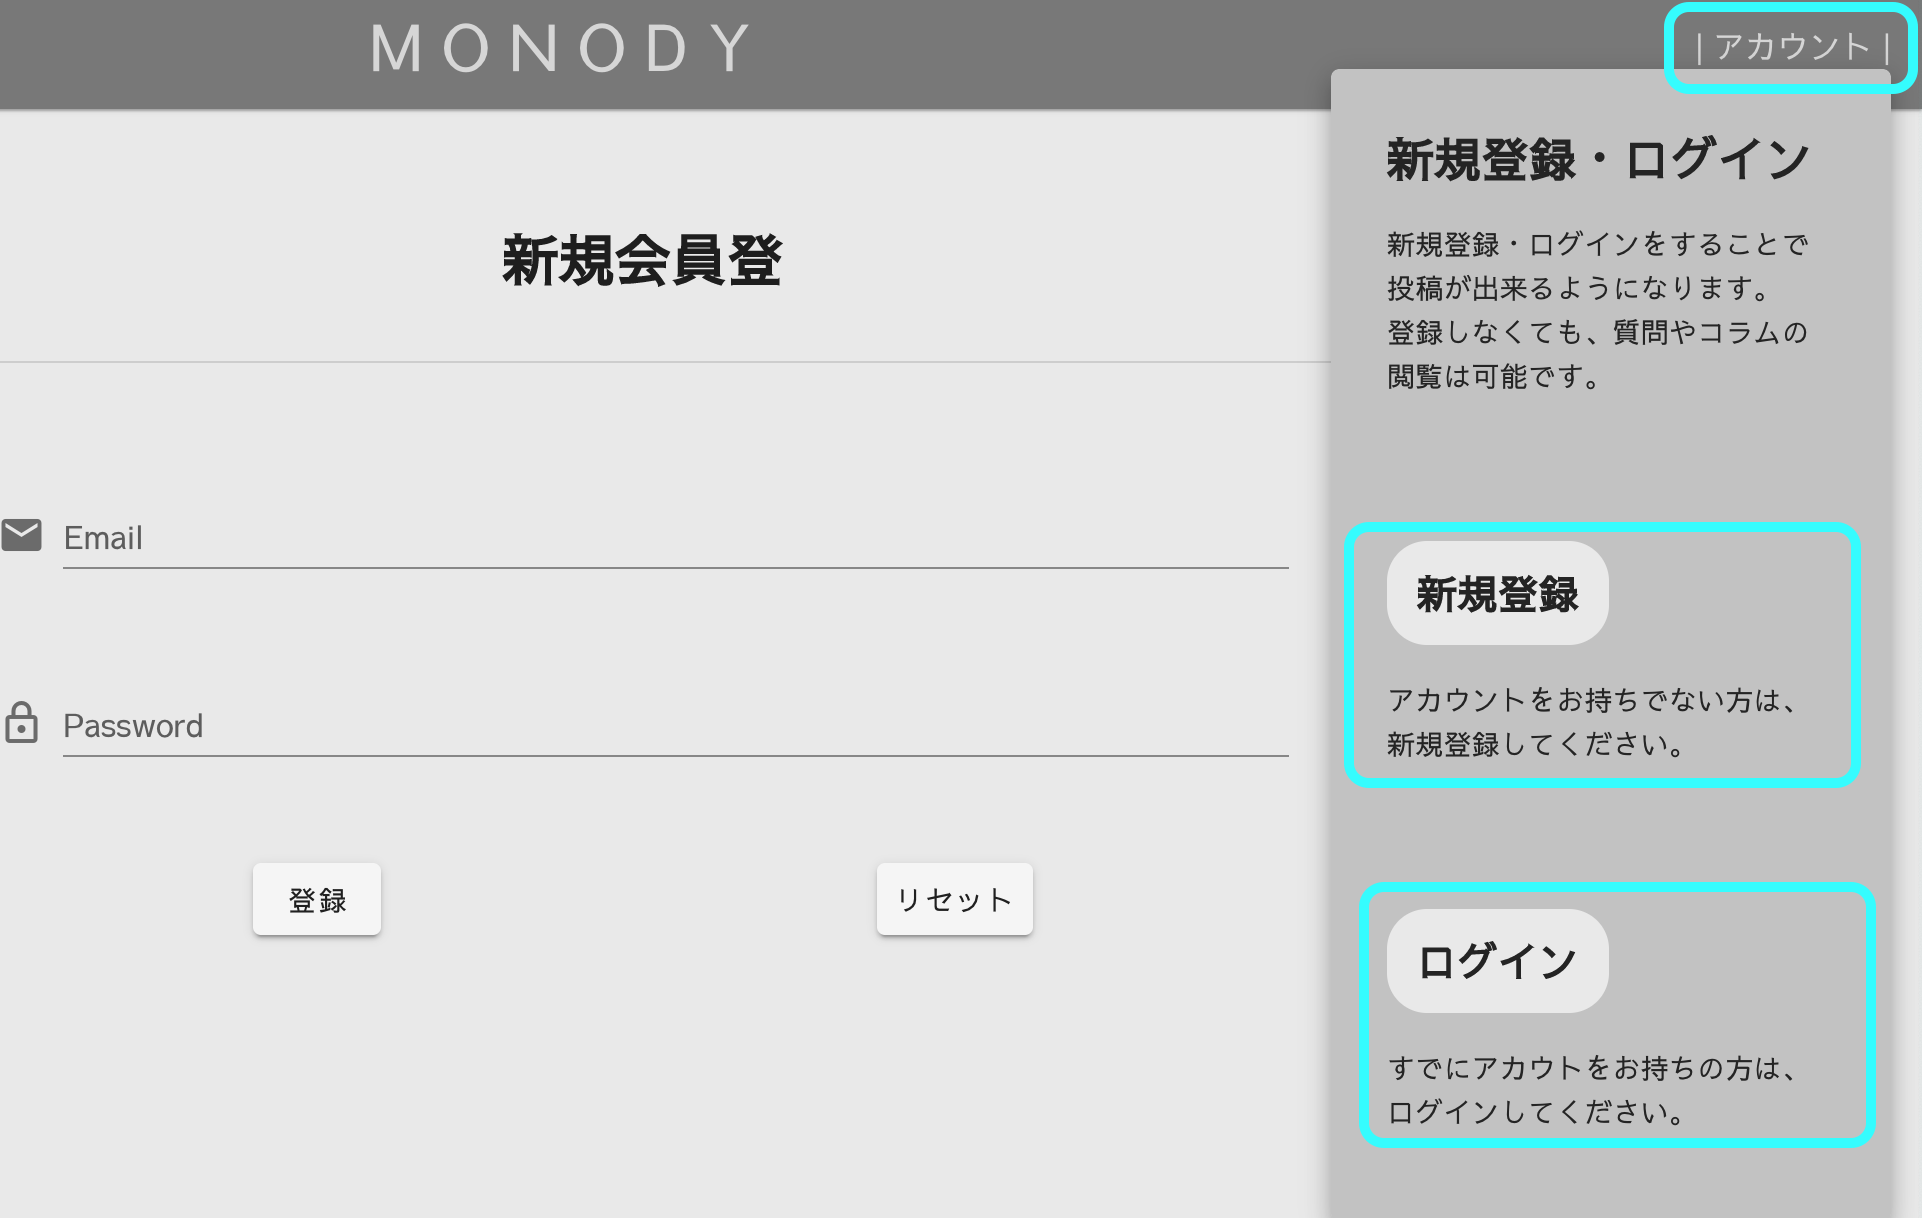 MONODY
| アカウント |
新規会員登
Email
Password
登録
リセット
新規登録・ログイン
新規登録・ログインをすることで
投稿が出来るようになります。
登録しなくても、質問やコラムの
閲覧は可能です。
新規登録
アカウントをお持ちでない方は、
新規登録してください。
ログイン
すでにアカウトをお持ちの方は、
ログインしてください。